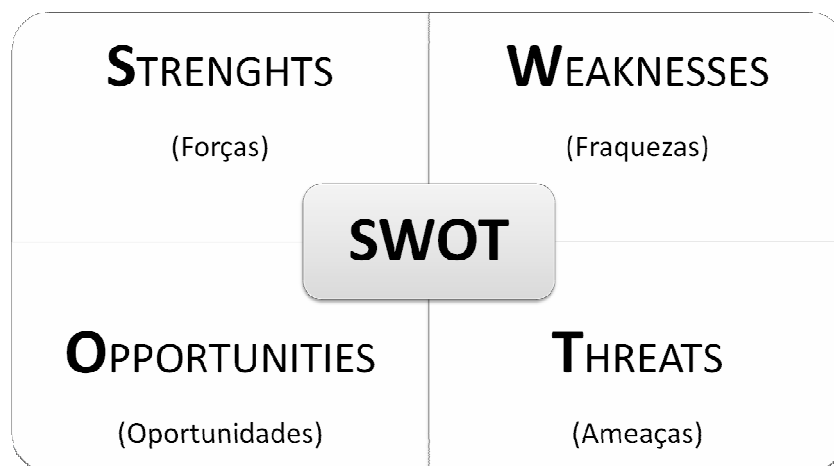 STRENGHTS
(Forças)
WEAKNESSES
(Fraquezas)
SWOT
OPPORTUNITIES
(Oportunidades)
THREATS
(Ameaças)